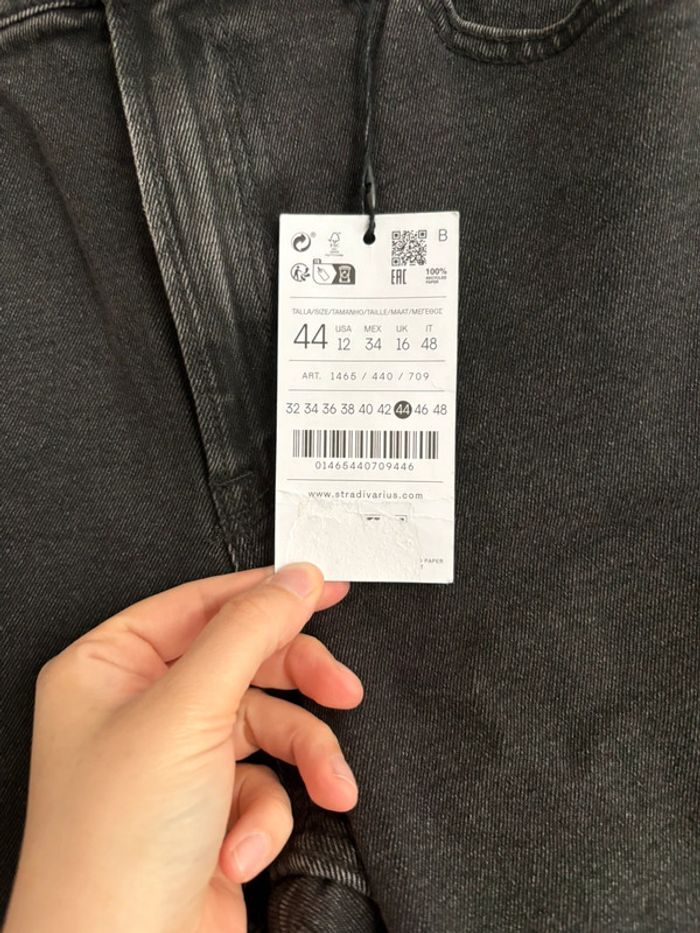 B
EAC
100%
RECYCLED
PAPER
TALLA/SIZE/TAMANHO/TAILLE/MAAT/ΜΕΓΕΘΟΣ
44 USA MEX UK IT
12 34 16 48
ART. 1465 / 440 / 709
32 34 36 38 40 42 44 46 48
01465440709446
www.stradivarius.com
PAPER